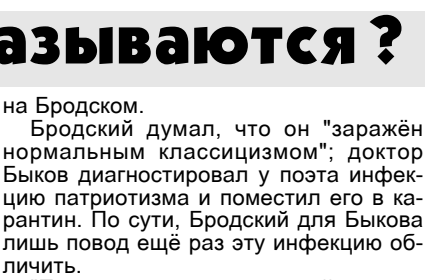 азываются?
на Бродском.
Бродский думал, что он "заражён
нормальным классицизмом"; доктор
Быков диагностировал у поэта инфек-
цию патриотизма и поместил его в ка-
рантин. По сути, Бродский для Быкова
лишь повод ещё раз эту инфекцию об-
личить.